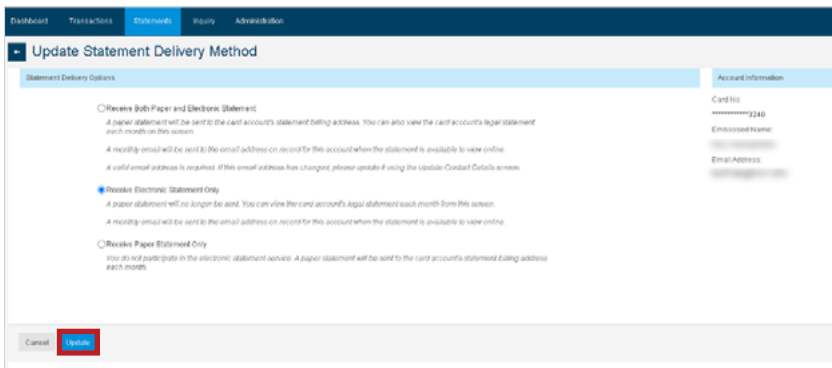 Dashboard Transactions Statements Inquiry Administration
Update Statement Delivery Method
Statement Delivery Options
Account Information
Receive Both Paper and Electronic Statement
A paper statement will be sent to the card account's statement billing address. You can also view the card account's legal statement
each month on this screen.
A monthly email will be sent to the email address on record for this account when the statement is available to view online.
A valid email address is required. If this email address has changed, please update it using the Update Contact Details screen.
Receive Electronic Statement Only
A paper statement will no longer be sent. You can view the card account's legal statement each month from this screen.
A monthly email will be sent to the email address on record for this account when the statement is available to view online.
Receive Paper Statement Only
You do not participate in the electronic statement service. A paper statement will be sent to the card account's statement billing address
each month.
Card No:
************3240
Embossed Name:
Email Address:
Cancel Update